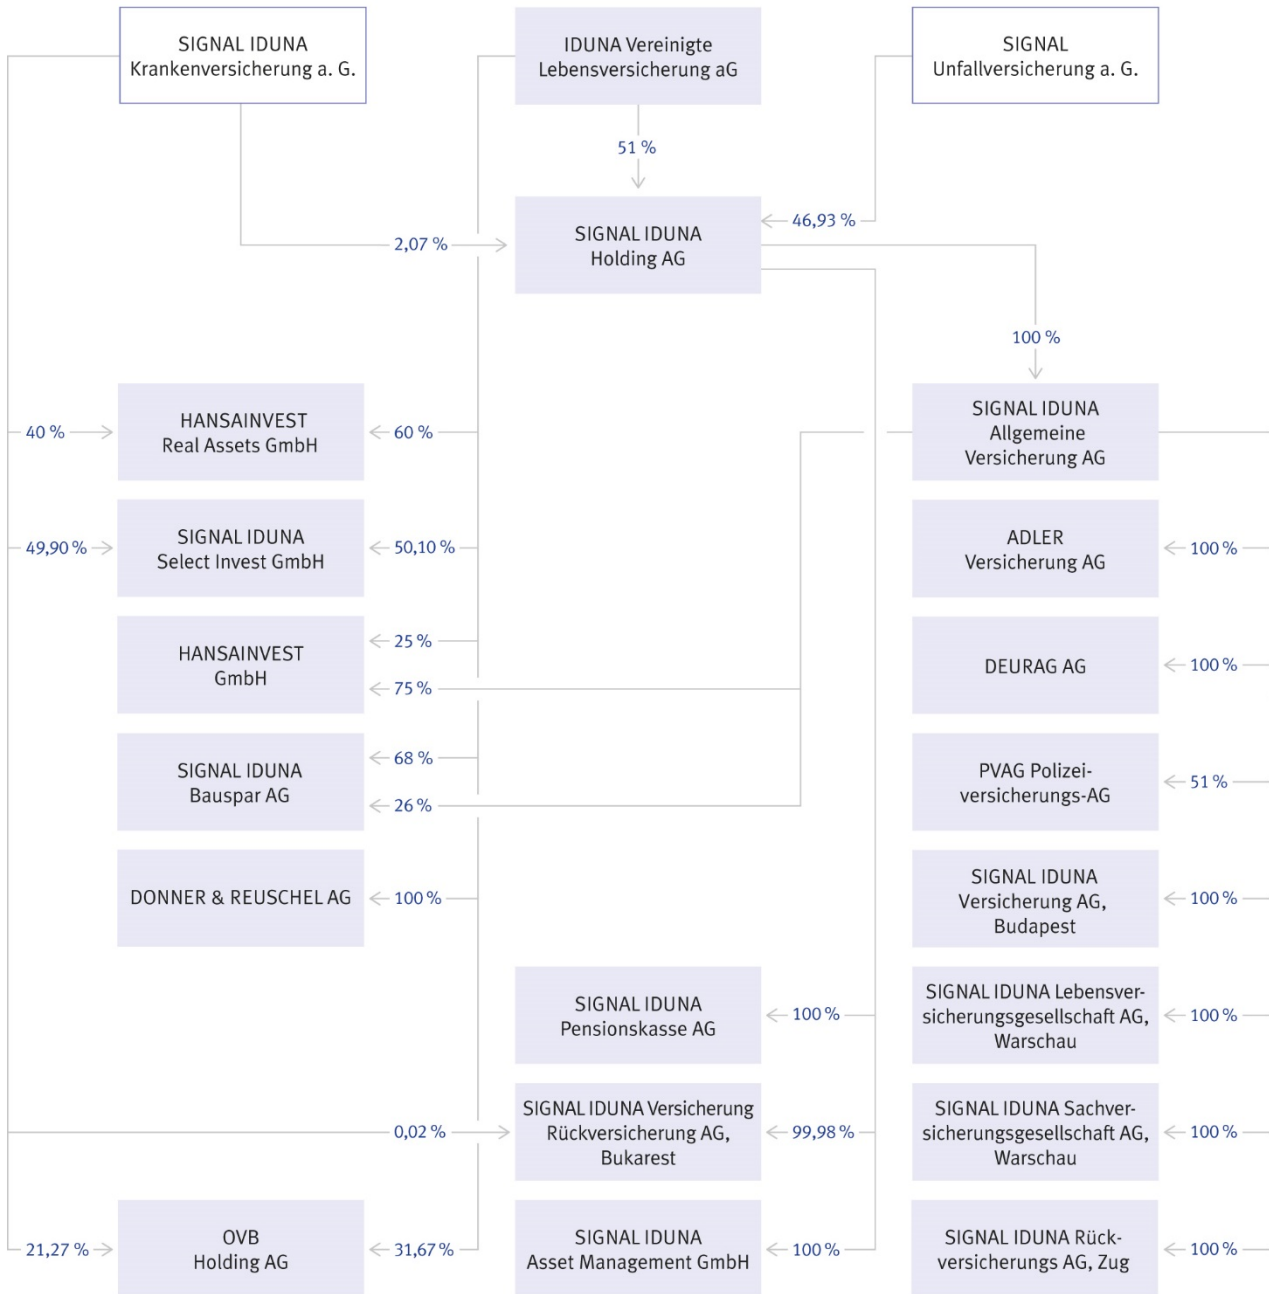 SIGNAL IDUNA
Krankenversicherung a. G.
IDUNA Vereinigte
Lebensversicherung aG
SIGNAL
Unfallversicherung a. G.
51 %
46,93 %
SIGNAL IDUNA
Holding AG
2,07 %
100 %
40 %
HANSAINVEST
Real Assets GmbH
60 %
SIGNAL IDUNA
Allgemeine
Versicherung AG
49,90 %
SIGNAL IDUNA
Select Invest GmbH
50,10 %
ADLER
Versicherung AG
100 %
HANSAINVEST
GmbH
25 %
75 %
DEURAG AG
100 %
SIGNAL IDUNA
Bauspar AG
68 %
26 %
PVAG Polizei-
versicherungs-AG
51 %
DONNER & REUSCHEL AG
100 %
SIGNAL IDUNA
Versicherung AG,
Budapest
100 %
SIGNAL IDUNA
Pensionskasse AG
100 %
SIGNAL IDUNA Lebensver-
sicherungsgesellschaft AG,
Warschau
100 %
0,02 %
SIGNAL IDUNA Versicherung
Rückversicherung AG,
Bukarest
99,98 %
SIGNAL IDUNA Sachver-
sicherungsgesellschaft AG,
Warschau
100 %
21,27 %
OVB
Holding AG
31,67 %
SIGNAL IDUNA
Asset Management GmbH
100 %
SIGNAL IDUNA Rück-
versicherungs AG, Zug
100 %